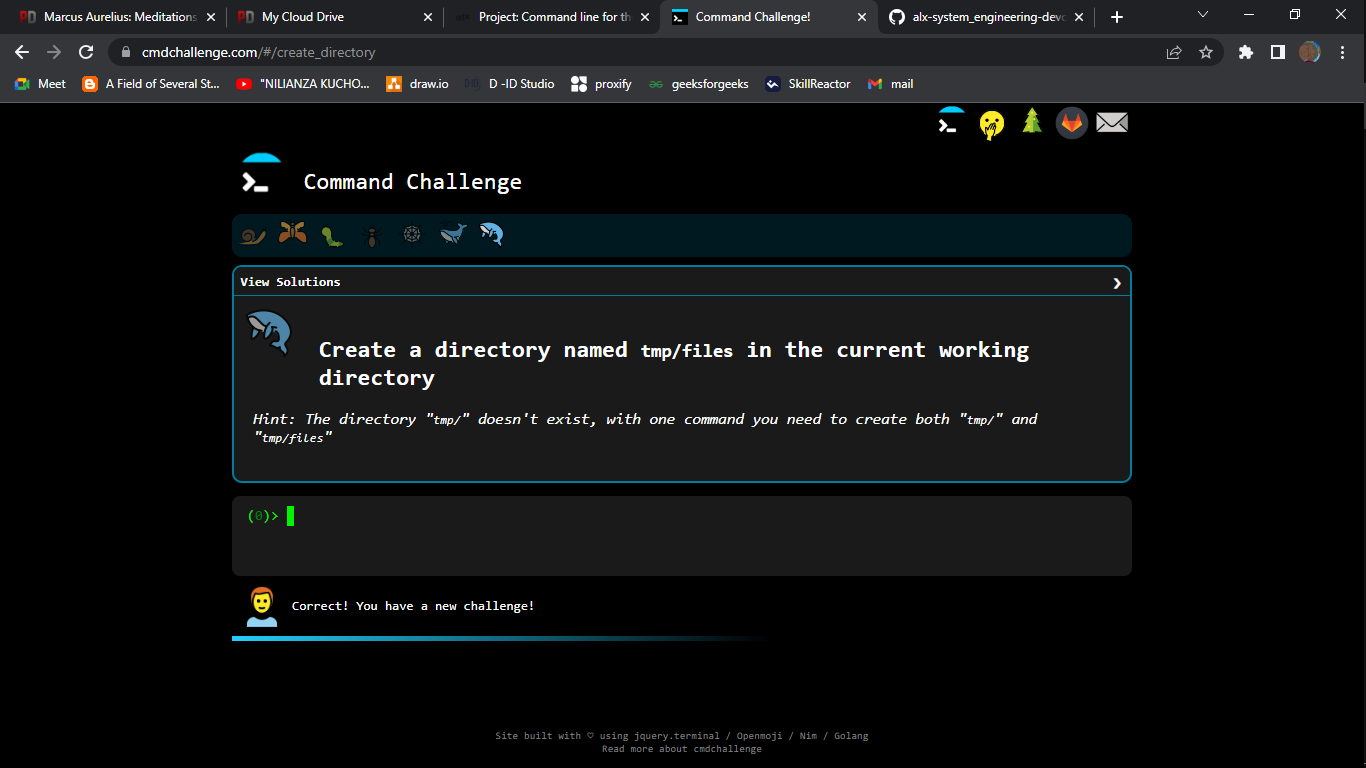 Marcus Aurelius: Meditations
My Cloud Drive
Project: Command line for th
Command Challenge!
alx-system_engineering-devo
cmdchallenge.com/#/create_directory
Meet
A Field of Several St...
"NILIANZA KUCHO...
draw.io
D -ID Studio
proxify
geeksforgeeks
SkillReactor
mail
Command Challenge
View Solutions
Create a directory named tmp/files in the current working
directory
Hint: The directory "tmp/" doesn't exist, with one command you need to create both "tmp/" and
"tmp/files"
(0)>
Correct! You have a new challenge!
Site built with ♡ using jquery.terminal / Openmoji / Nim / Golang
Read more about cmdchallenge